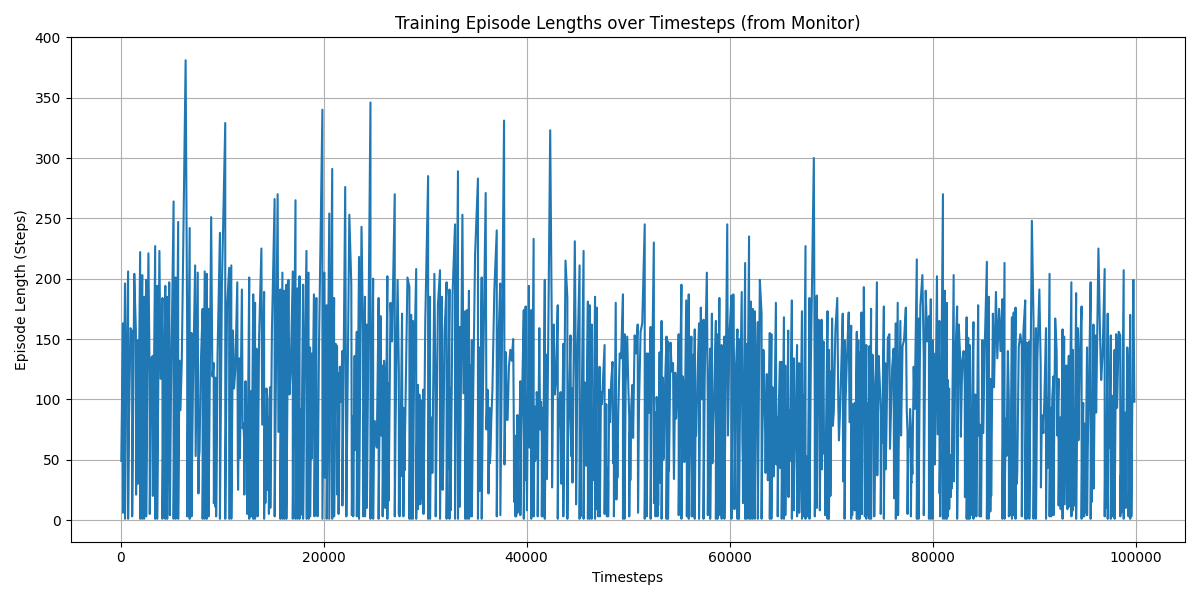 Training Episode Lengths over Timesteps (from Monitor)
Episode Length (Steps)
400
350
300
250
200
150
100
50
0
0 20000 40000 60000 80000 100000
Timesteps